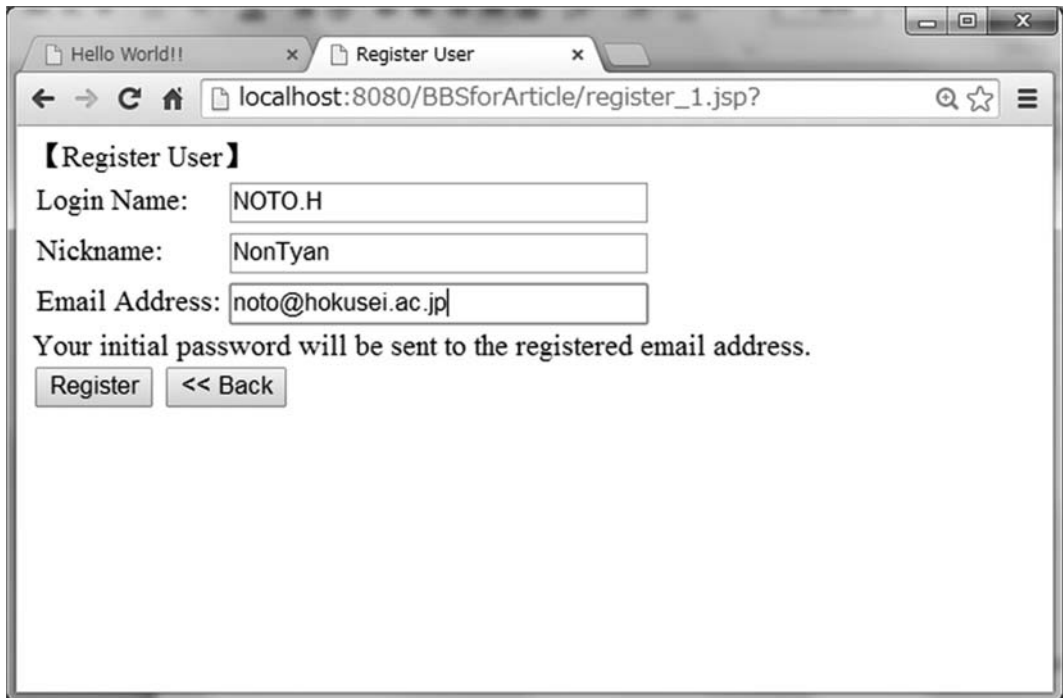 Hello World!! × Register User ×
localhost:8080/BBSforArticle/register_1.jsp?
【Register User】
Login Name: NOTO.H
Nickname: NonTyan
Email Address: noto@hokusei.ac.jp
Your initial password will be sent to the registered email address.
Register << Back